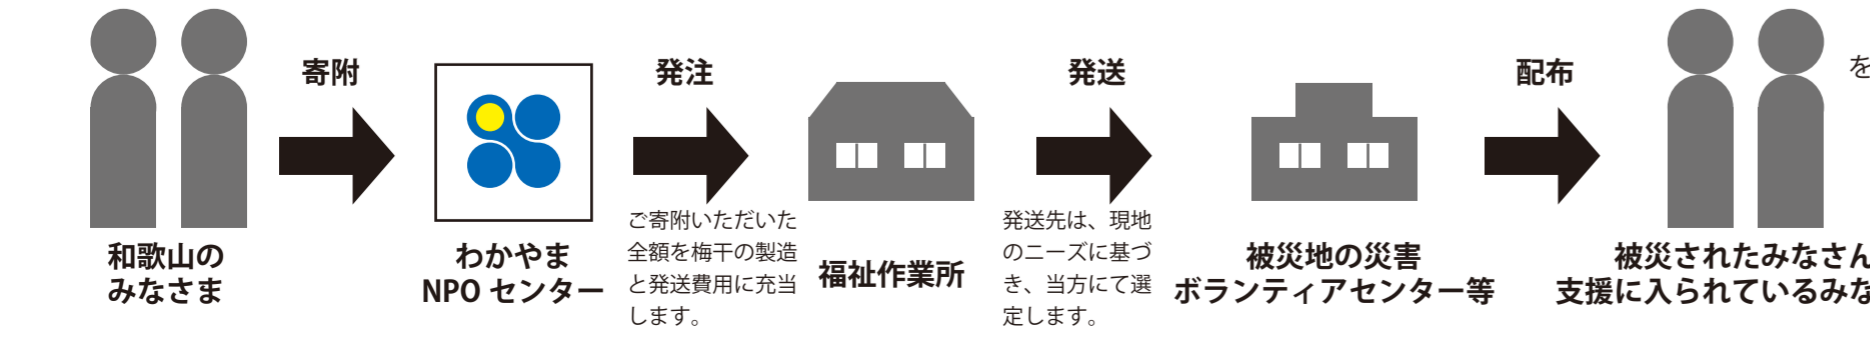 寄附
発注
発送
配布
を
ご寄附いただいた
全額を梅干の製造
と発送費用に充当
します。
発送先は、現地
のニーズに基づ
き、当方にて選
定します。
和歌山の
みなさま
わかやま
NPO センター
福祉作業所
被災地の災害
ボランティアセンター等
被災されたみなさん
支援に入られているみな